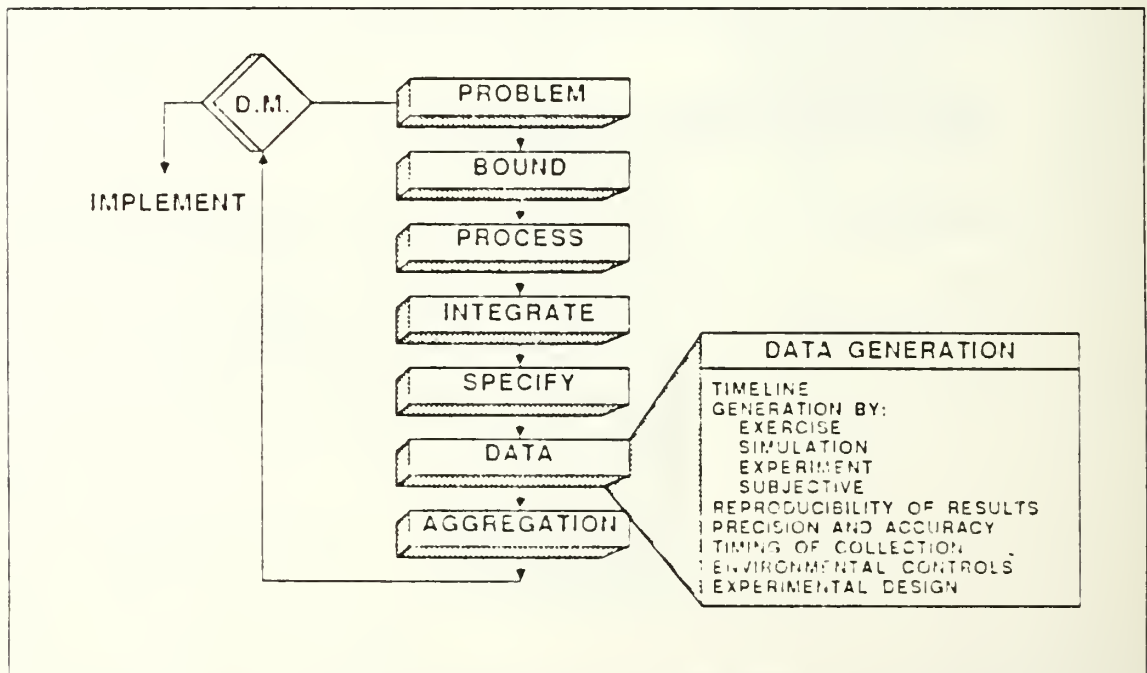 D.M.
IMPLEMENT
PROBLEM
BOUND
PROCESS
INTEGRATE
SPECIFY
DATA
AGGREGATION
DATA GENERATION
TIMELINE
GENERATION BY:
EXERCISE
SIMULATION
EXPERIMENT
SUBJECTIVE
REPRODUCIBILITY OF RESULTS
PRECISION AND ACCURACY
TIMING OF COLLECTION
ENVIRONMENTAL CONTROLS
EXPERIMENTAL DESIGN